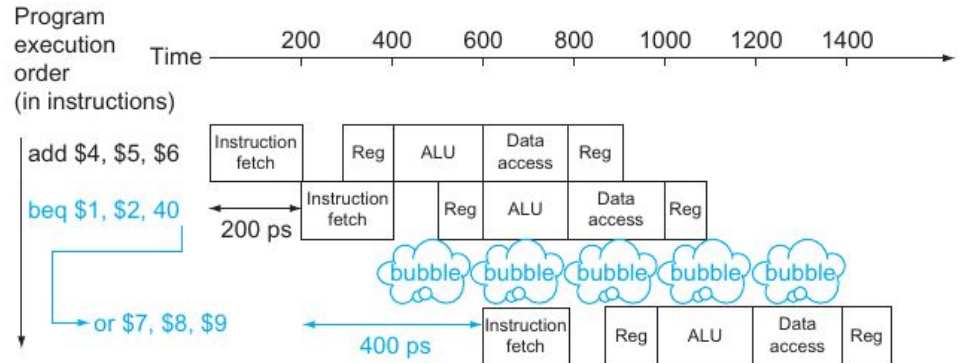 Program
execution
order
(in instructions)
Time
200 400 600 800 1000 1200 1400
add $4, $5, $6
Instruction
fetch
Reg
ALU
Data
access
Reg
beq $1, $2, 40
200 ps
Instruction
fetch
Reg
ALU
Data
access
Reg
bubble bubble bubble bubble bubble
or $7, $8, $9
400 ps
Instruction
fetch
Reg
ALU
Data
access
Reg